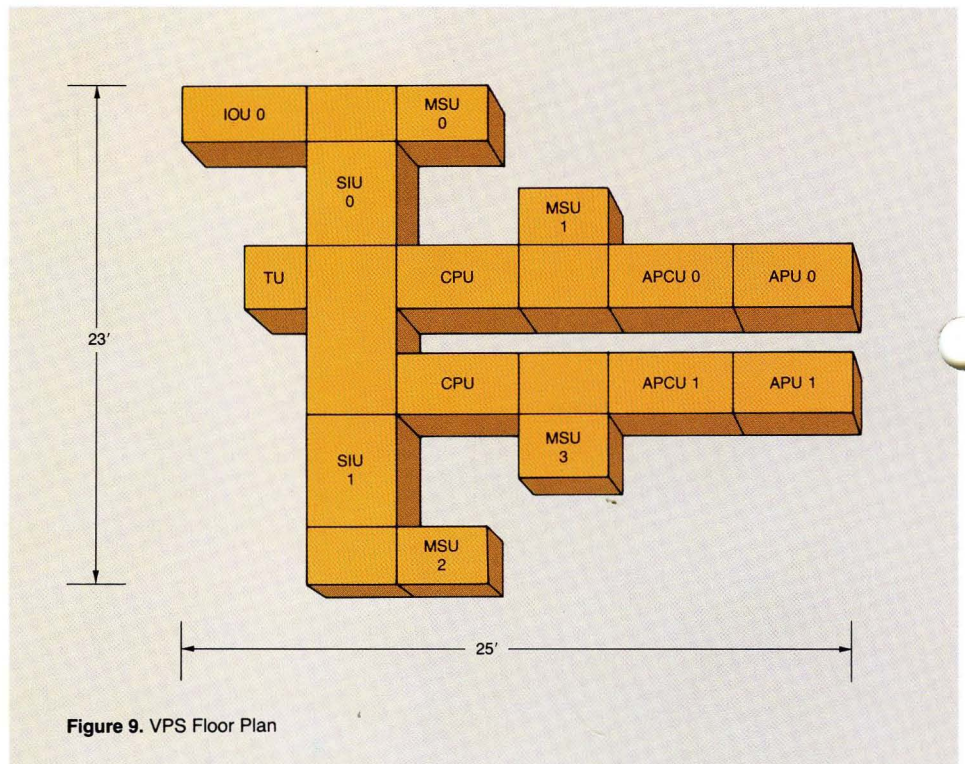 IOU 0
MSU
0
SIU
0
MSU
1
TU
CPU
APCU 0
APU 0
23'
CPU
APCU 1
APU 1
SIU
1
MSU
3
MSU
2
25'
Figure 9. VPS Floor Plan